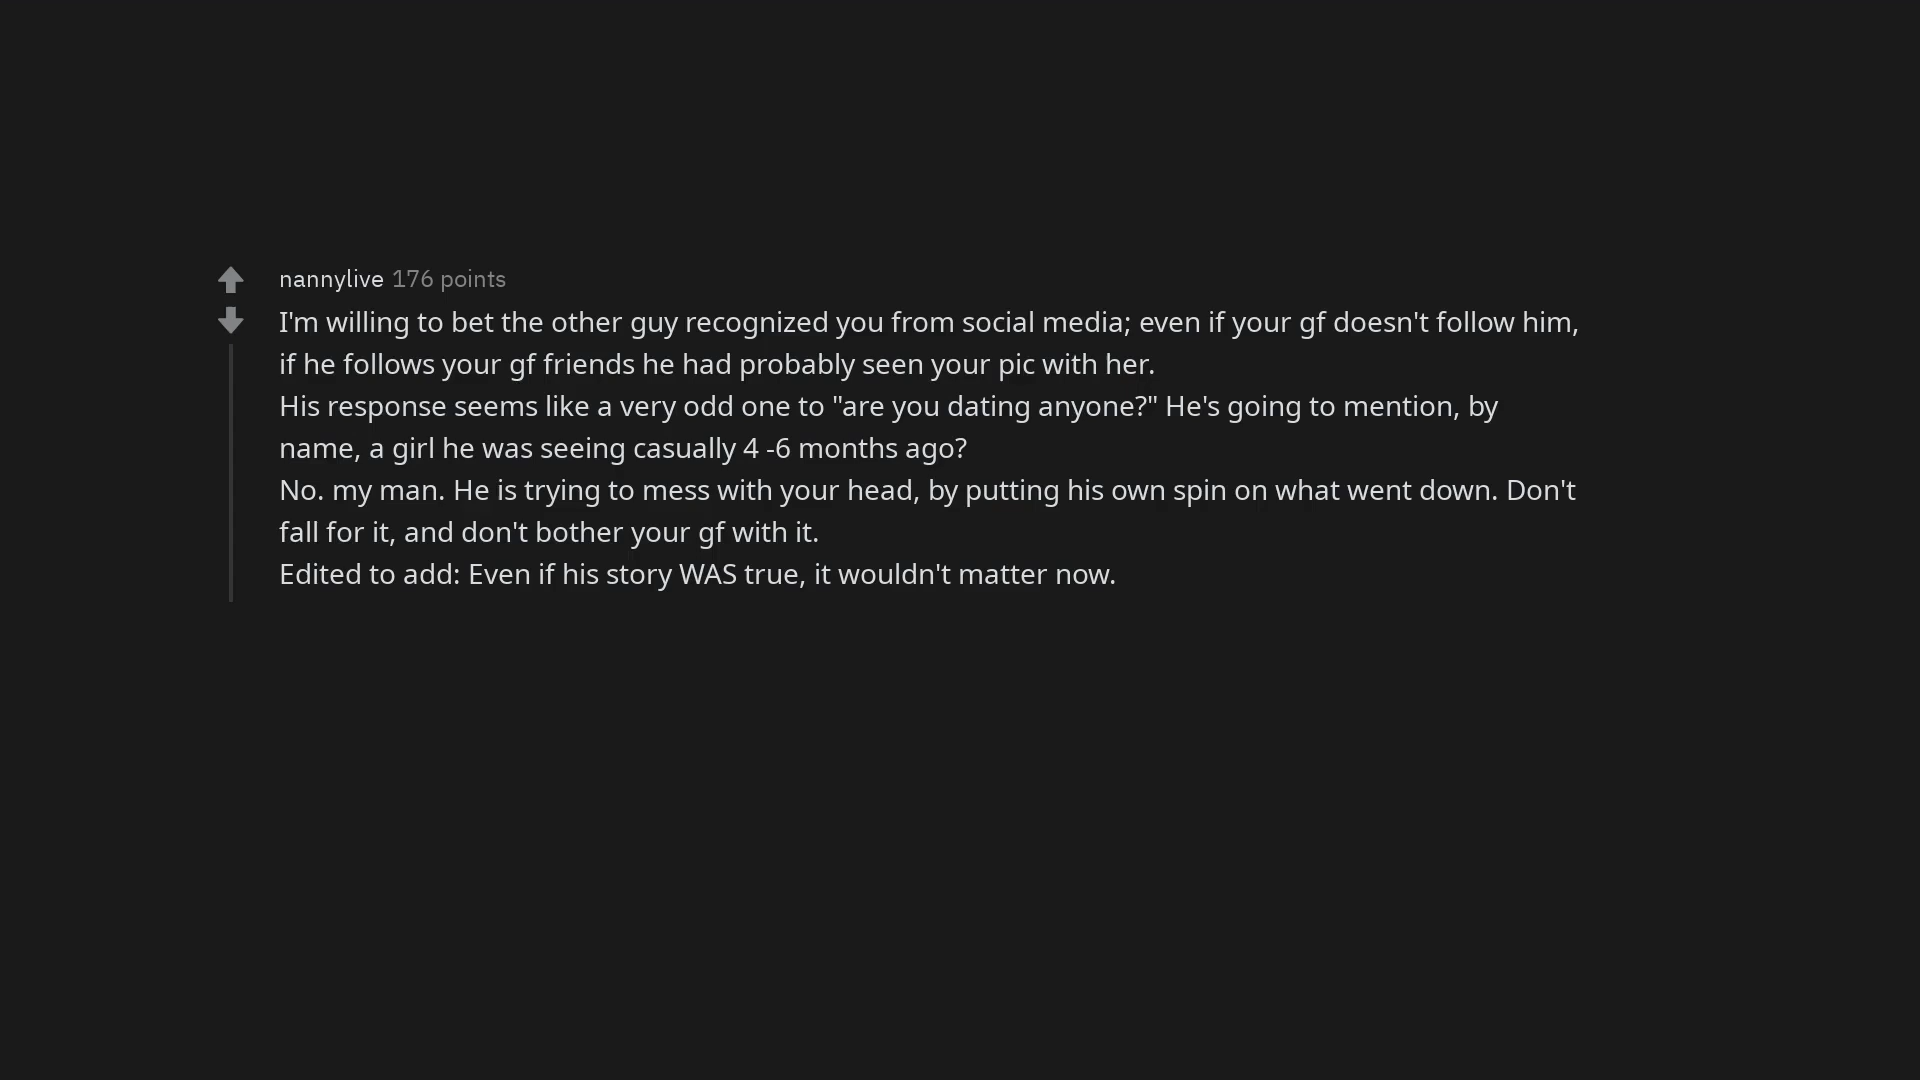 nannylive 176 points
I'm willing to bet the other guy recognized you from social media; even if your gf doesn't follow him,
if he follows your gf friends he had probably seen your pic with her.
His response seems like a very odd one to "are you dating anyone?" He's going to mention, by
name, a girl he was seeing casually 4 -6 months ago?
No. my man. He is trying to mess with your head, by putting his own spin on what went down. Don't
fall for it, and don't bother your gf with it.
Edited to add: Even if his story WAS true, it wouldn't matter now.